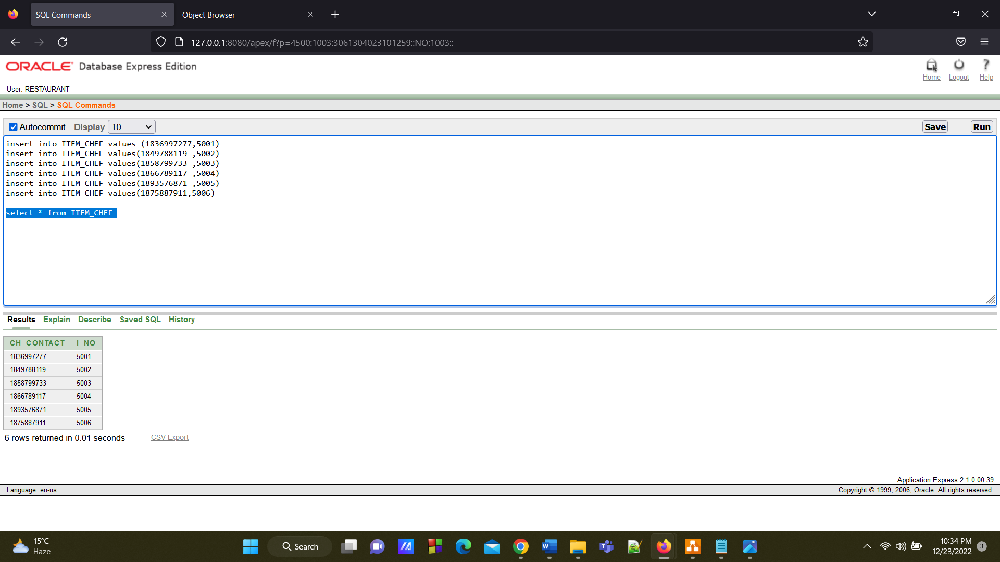 SQL Commands
Object Browser
127.0.0.1:8080/apex/f?p=4500:1003:3061304023101259::NO:1003::
ORACLE Database Express Edition
Home Logout Help
User: RESTAURANT
Home > SQL > SQL Commands
Autocommit Display 10 Save Run
insert into ITEM_CHEF values (1836997277,5001)
insert into ITEM_CHEF values(1849788119 ,5002)
insert into ITEM_CHEF values(1858799733 ,5003)
insert into ITEM_CHEF values(1866789117 ,5004)
insert into ITEM_CHEF values(1893576871 ,5005)
insert into ITEM_CHEF values(1875887911,5006)
select * from ITEM_CHEF
Results Explain Describe Saved SQL History
CH_CONTACT I_NO
1836997277 5001
1849788119 5002
1858799733 5003
1866789117 5004
1893576871 5005
1875887911 5006
6 rows returned in 0.01 seconds CSV Export
Application Express 2.1.0.00.39
Language: en-us Copyright © 1999, 2006, Oracle. All rights reserved.
15°C
Haze
Search
10:34 PM
12/23/2022
3